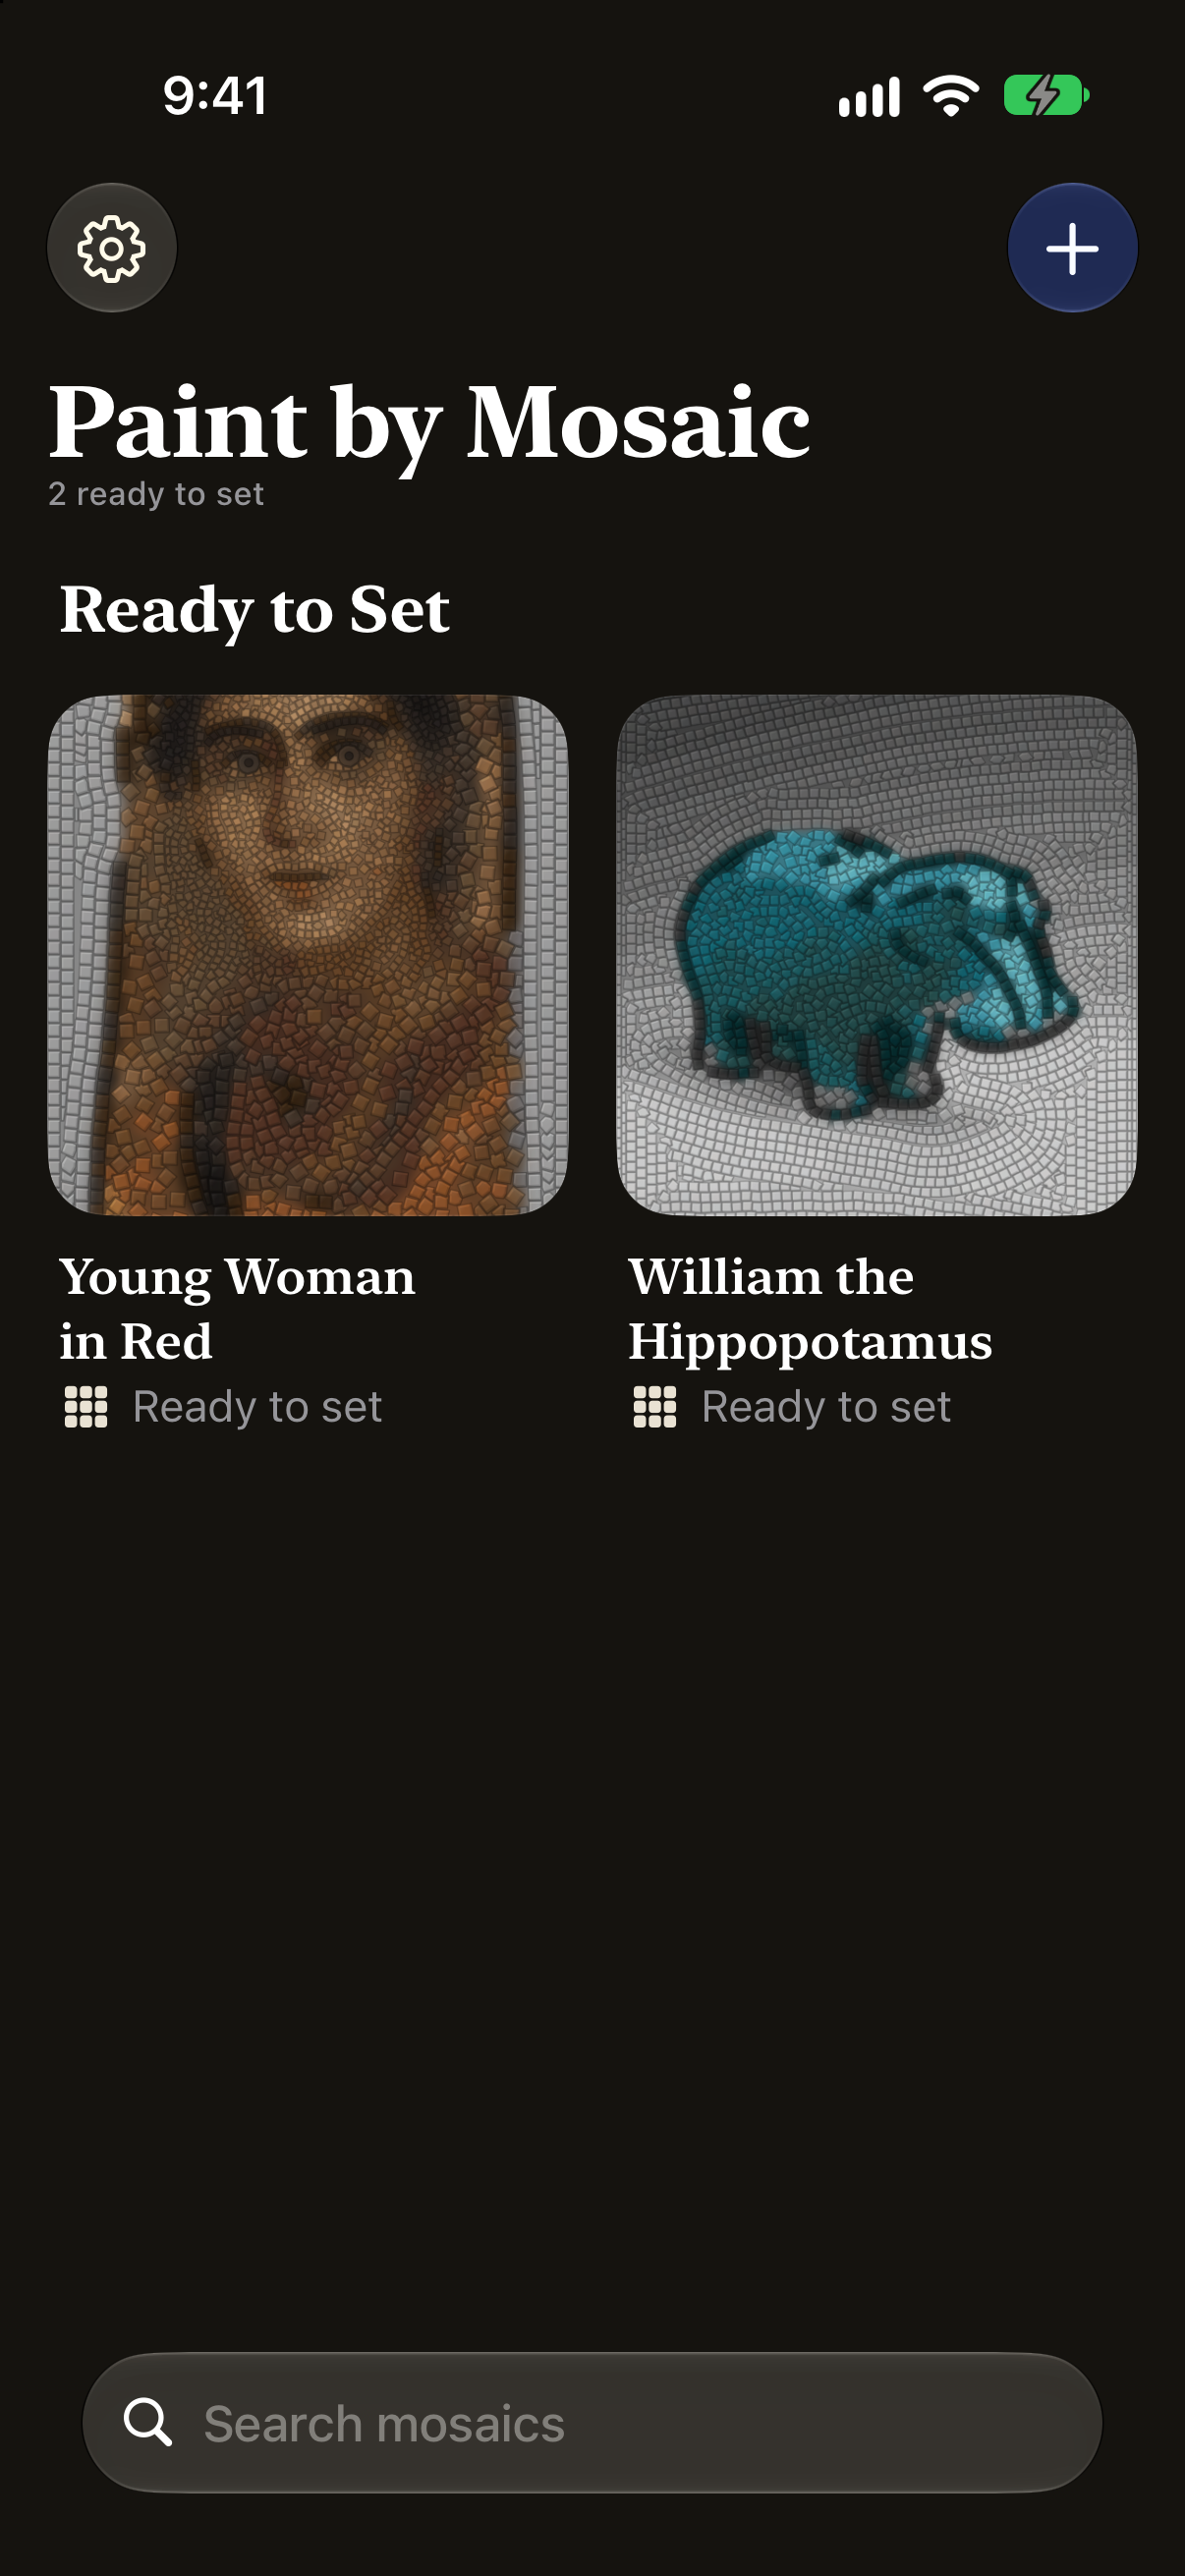 9:41
Paint by Mosaic
2 ready to set
Ready to Set
Young Woman
in Red
Ready to set
William the
Hippopotamus
Ready to set
Search mosaics